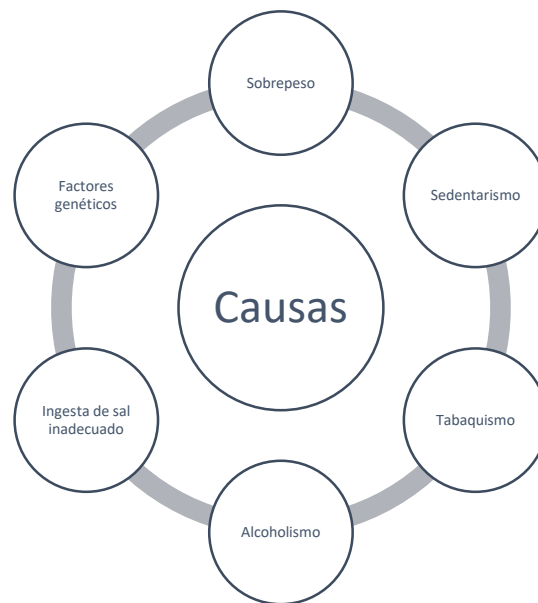 Sobrepeso
Sedentarismo
Tabaquismo
Alcoholismo
Ingesta de sal
inadecuado
Factores
genéticos
Causas